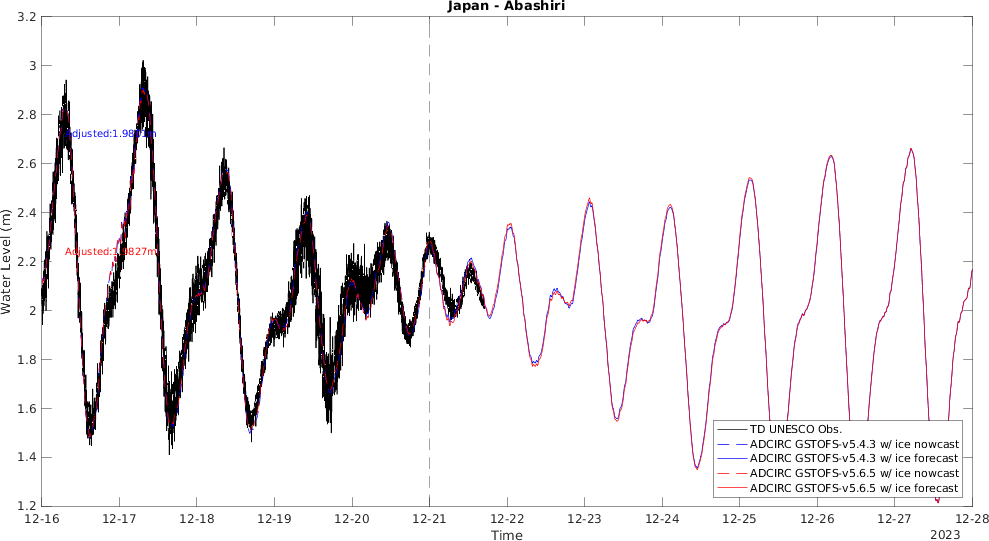 Japan - Abashiri
3.2
3
2.8
2.6
2.4
2.2
2
1.8
1.6
1.4
1.2
Water Level (m)
Adjusted:
Adjusted:
TD UNESCO Obs.
ADCIRC GSTOFS-v5.4.3 w/ ice nowcast
ADCIRC GSTOFS-v5.4.3 w/ ice forecast
ADCIRC GSTOFS-v5.6.5 w/ ice nowcast
ADCIRC GSTOFS-v5.6.5 w/ ice forecast
12-16 12-17 12-18 12-19 12-20 12-21 12-22 12-23 12-24 12-25 12-26 12-27 12-28
Time
2023